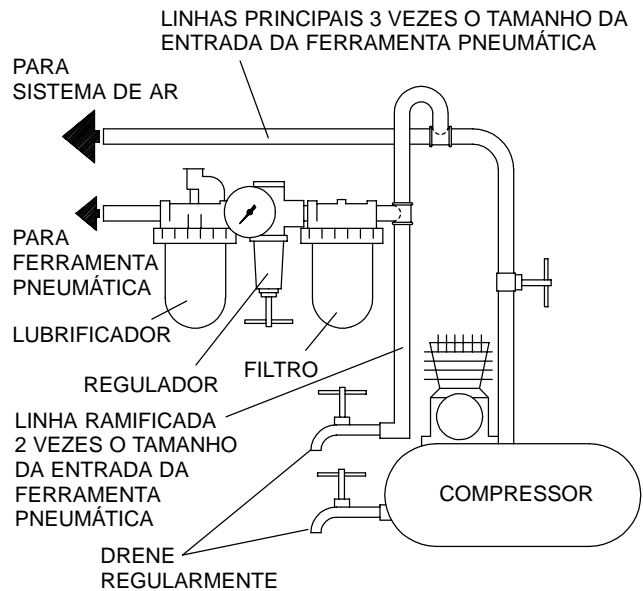 LINHAS PRINCIPAIS 3 VEZES O TAMANHO DA
ENTRADA DA FERRAMENTA PNEUMÁTICA
PARA
SISTEMA DE AR
PARA
FERRAMENTA
PNEUMÁTICA
LUBRIFICADOR
REGULADOR
FILTRO
LINHA RAMIFICADA
2 VEZES O TAMANHO
DA ENTRADA DA
FERRAMENTA
PNEUMÁTICA
COMPRESSOR
DRENE
REGULARMENTE